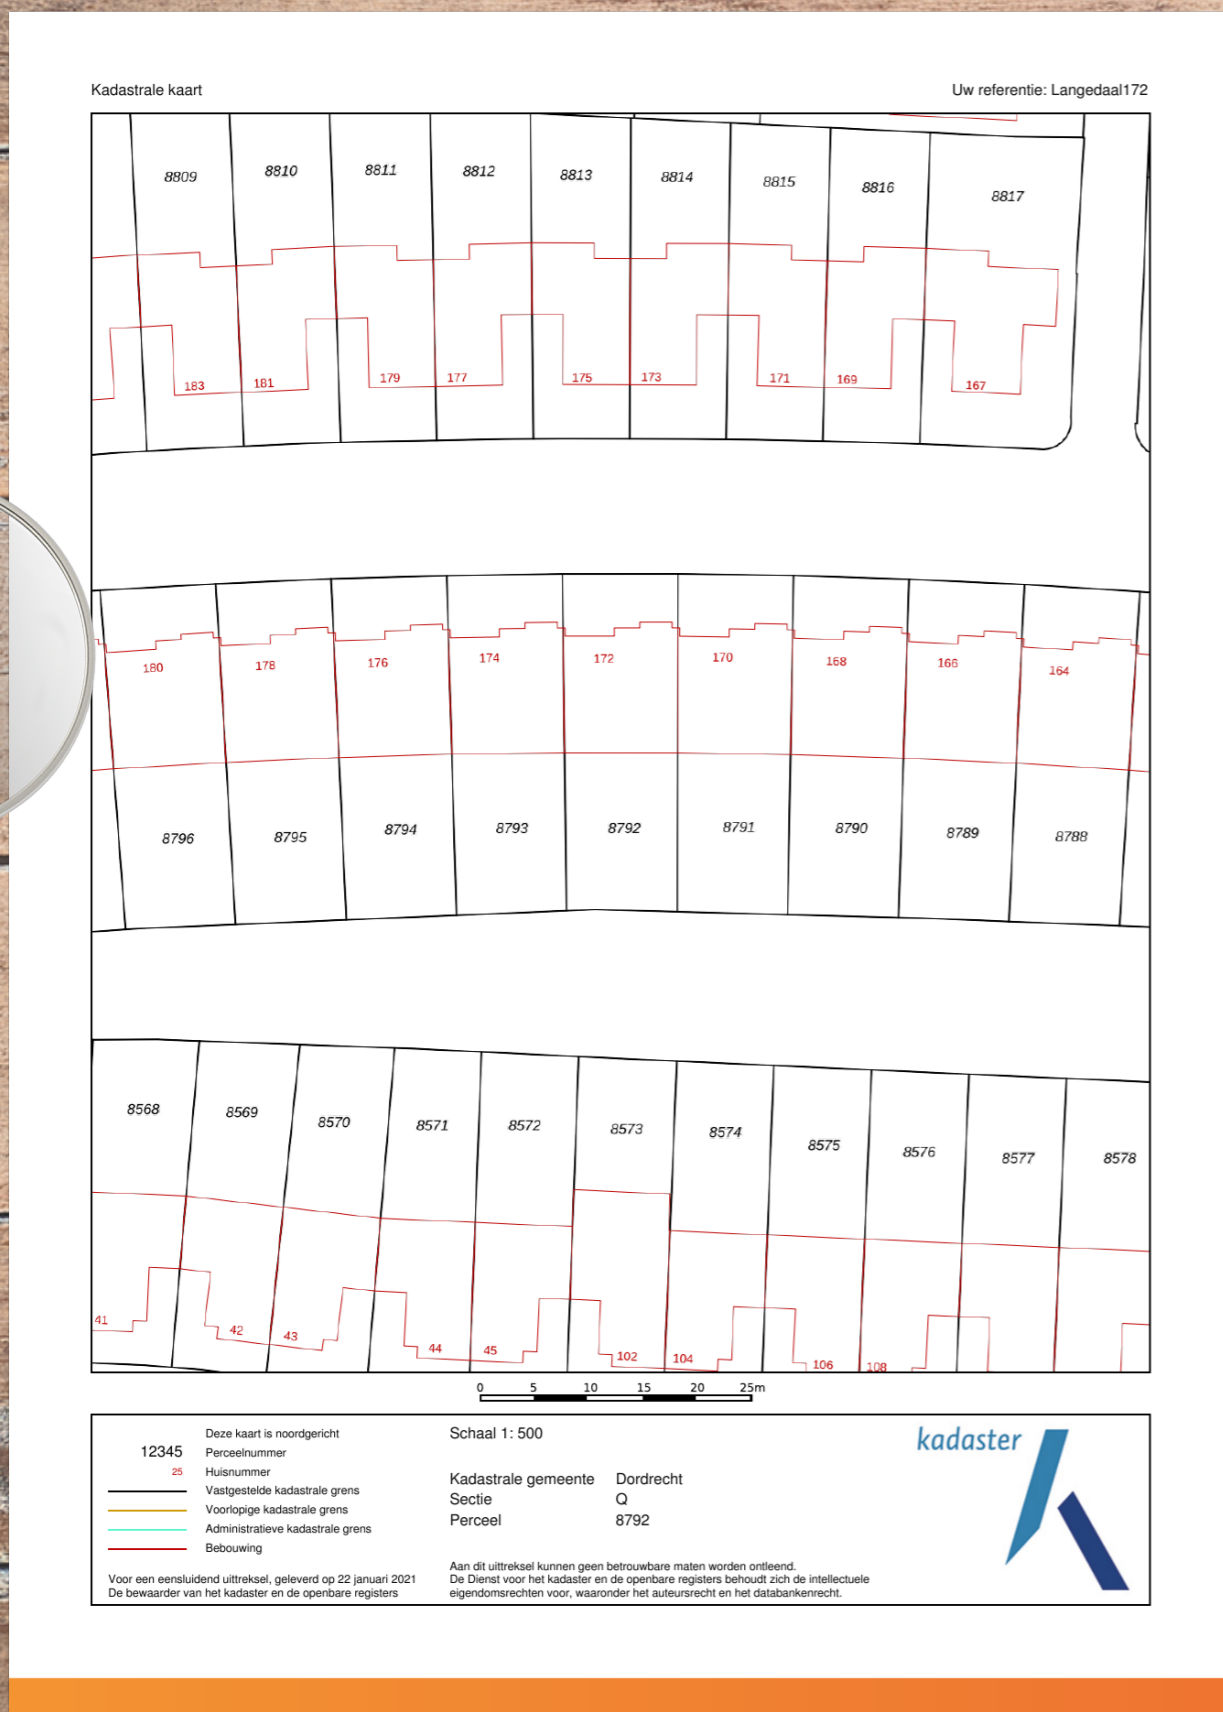 Kadastrale kaart
Uw referentie: Langedaal172
8809
8810
8811
8812
8813
8814
8815
8816
8817
183
181
179
177
175
173
171
169
167
180
178
176
174
172
170
168
166
164
8796
8795
8794
8793
8792
8791
8790
8789
8788
8568
8569
8570
8571
8572
8573
8574
8575
8576
8577
8578
41
42
43
44
45
102
104
106
108
0 5 10 15 20 25m
Deze kaart is noordgericht
12345 Perceelnummer
25 Huisnummer
Vastgestelde kadastrale grens
Voorlopige kadastrale grens
Administratieve kadastrale grens
Bebouwing
Voor een eensluidend uittreksel, geleverd op 22 januari 2021
De bewaarder van het kadaster en de openbare registers
Schaal 1: 500
Kadastrale gemeente Dordrecht
Sectie Q
Perceel 8792
Aan dit uittreksel kunnen geen betrouwbare maten worden ontleend.
De Dienst voor het kadaster en de openbare registers behoudt zich de intellectuele
eigendomsrechten voor, waaronder het auteursrecht en het databankenrecht.
kadaster